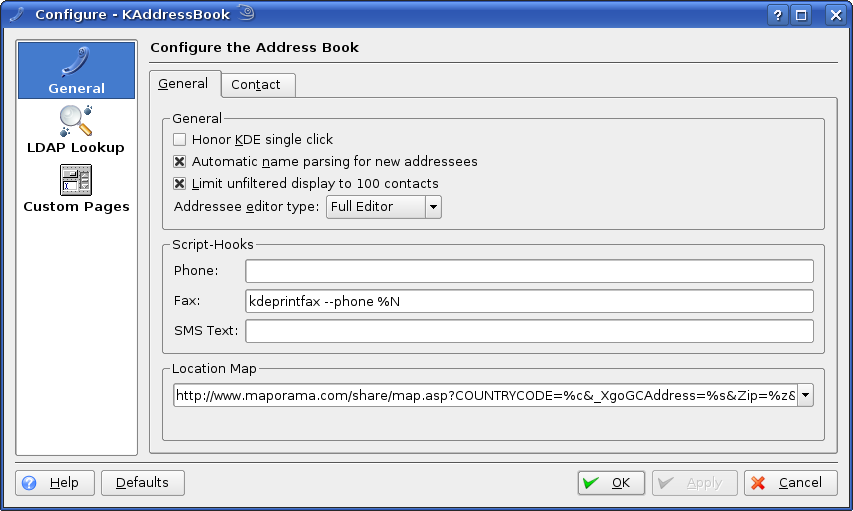 Configure - KAddressBook
General
LDAP Lookup
Custom Pages
Configure the Address Book
General Contact
General
Honor KDE single click
Automatic name parsing for new addressees
Limit unfiltered display to 100 contacts
Addressee editor type: Full Editor
Script-Hooks
Phone:
Fax: kdeprintfax --phone %N
SMS Text:
Location Map
http://www.maporama.com/share/map.asp?COUNTRYCODE=%c&_XgoGCAddress=%s&Zip=%z&
Help Defaults OK Apply Cancel